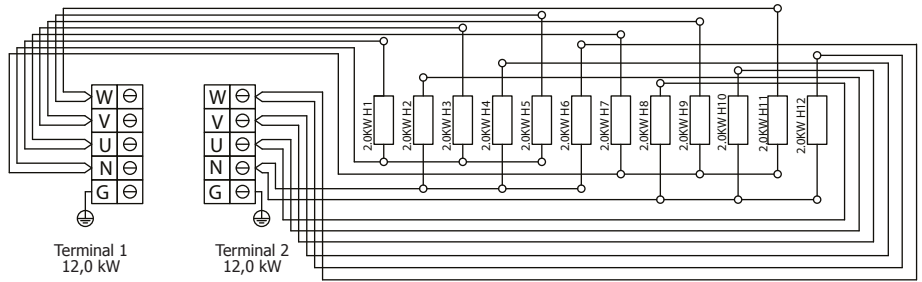 W
V
U
N
G
Terminal 1
12,0 kW
W
V
U
N
G
Terminal 2
12,0 kW
2.0KW H1
2.0KW H2
2.0KW H3
2.0KW H4
2.0KW H5
2.0KW H6
2.0KW H7
2.0KW H8
2.0KW H9
2.0KW H10
2.0KW H11
2.0KW H12